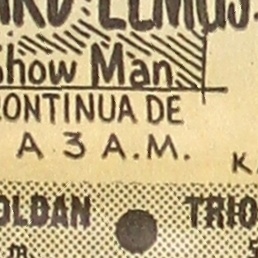 Show Man
CONTINUA DE
A 3 A.M.
K
OLDAN TRIO
m.